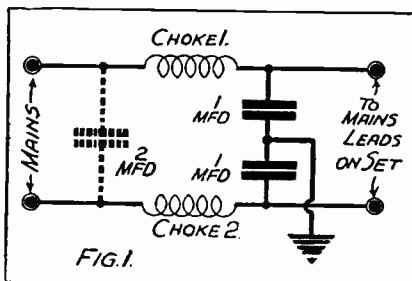 CHOKE 1.
MAINS
2
MFD
1
MFD
1
MFD
TO
MAINS
LEADS
ON SET
CHOKE 2.
FIG. 1.